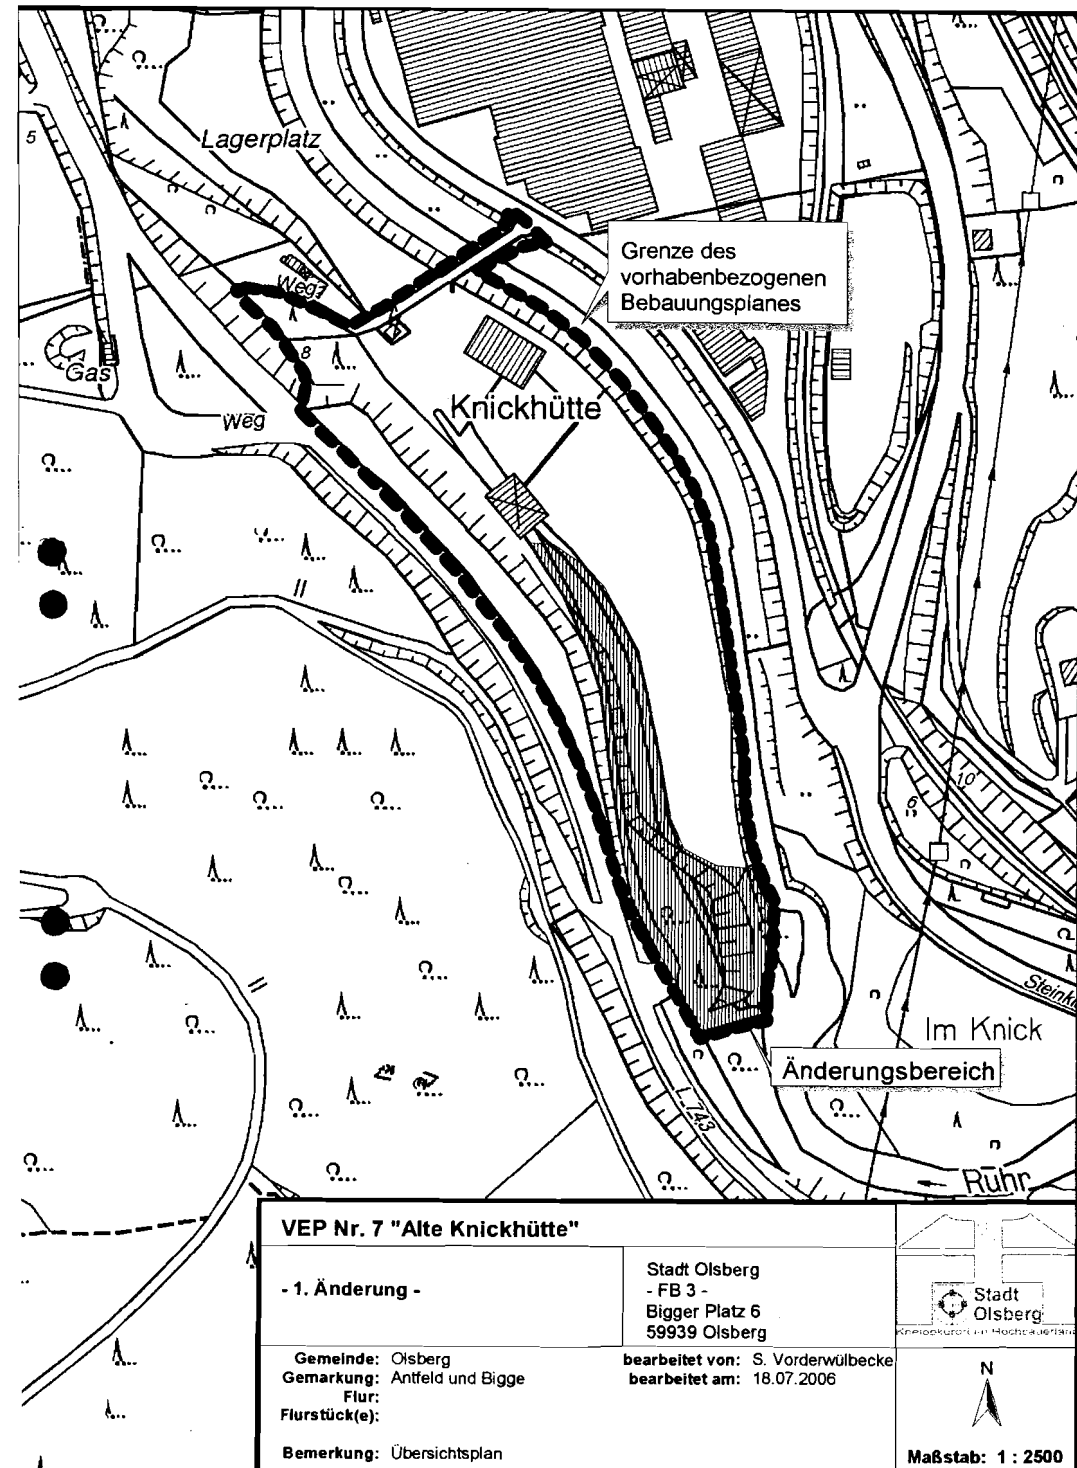 5
Lagerplatz
Grenze des
vorhabenbezogenen
Bebauungsplanes
Weg
8
Gas
Knickhütte
Weg
10
6
Im Knick
Änderungsbereich
L 743
Ruhr
VEP Nr. 7 "Alte Knickhütte"
- 1. Änderung -
Stadt Olsberg
- FB 3 -
Bigger Platz 6
59939 Olsberg
Stadt
Olsberg
Gemeinde: Olsberg
Gemarkung: Antfeld und Bigge
Flur:
Flurstück(e):
Bemerkung: Übersichtsplan
bearbeitet von: S. Vorderwülbecke
bearbeitet am: 18.07.2006
N
Maßstab: 1 : 2500